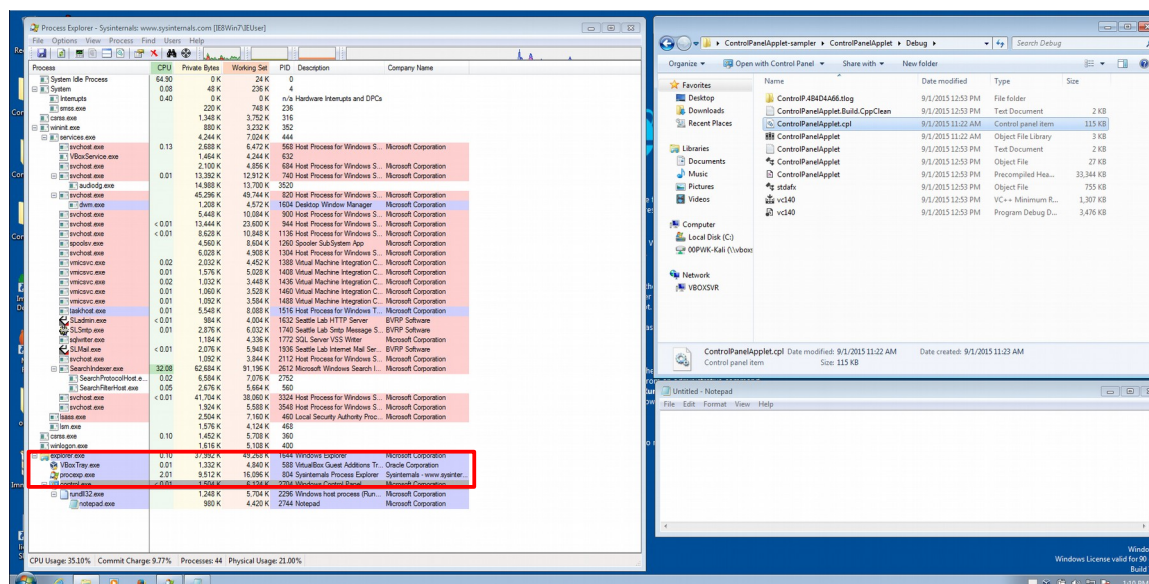 Process Explorer - Sysinternals: www.sysinternals.com [IE8Win7\IEUser]
File Options View Process Find Users Help
Process CPU Private Bytes Working Set PID Description Company Name
System Idle Process 64.90 0 K 24 K 0
System 0.08 48 K 236 K 4
Interrupts 0.40 0 K 0 K n/a Hardware Interrupts and DPCs
smss.exe 220 K 748 K 236
csrss.exe 1,348 K 3,752 K 316
wininit.exe 880 K 3,232 K 352
services.exe 4,244 K 7,024 K 444
svchost.exe 0.13 2,688 K 6,472 K 568 Host Process for Windows S... Microsoft Corporation
VBoxService.exe 1,464 K 4,244 K 632
svchost.exe 2,100 K 4,856 K 684 Host Process for Windows S... Microsoft Corporation
svchost.exe 0.01 13,392 K 12,912 K 740 Host Process for Windows S... Microsoft Corporation
audiodg.exe 14,988 K 13,700 K 3520
svchost.exe 45,296 K 49,744 K 820 Host Process for Windows S... Microsoft Corporation
dwm.exe 1,208 K 4,572 K 1604 Desktop Window Manager Microsoft Corporation
svchost.exe 5,448 K 10,084 K 900 Host Process for Windows S... Microsoft Corporation
svchost.exe < 0.01 13,444 K 23,600 K 944 Host Process for Windows S... Microsoft Corporation
svchost.exe < 0.01 8,628 K 10,848 K 1136 Host Process for Windows S... Microsoft Corporation
spoolsv.exe 4,560 K 8,604 K 1260 Spooler SubSystem App Microsoft Corporation
svchost.exe 6,028 K 4,908 K 1304 Host Process for Windows S... Microsoft Corporation
vmicsvc.exe 0.02 2,032 K 4,452 K 1388 Virtual Machine Integration C... Microsoft Corporation
vmicsvc.exe 0.01 1,576 K 5,028 K 1408 Virtual Machine Integration C... Microsoft Corporation
vmicsvc.exe 0.02 1,032 K 3,448 K 1436 Virtual Machine Integration C... Microsoft Corporation
vmicsvc.exe 0.01 1,060 K 3,528 K 1460 Virtual Machine Integration C... Microsoft Corporation
vmicsvc.exe 0.01 1,092 K 3,584 K 1488 Virtual Machine Integration C... Microsoft Corporation
taskhost.exe 0.01 5,548 K 8,088 K 1516 Host Process for Windows T... Microsoft Corporation
SLadmin.exe < 0.01 984 K 4,004 K 1632 Seattle Lab HTTP Server BVRP Software
SLSmtp.exe 0.01 2,876 K 6,032 K 1740 Seattle Lab Smtp Message S... BVRP Software
sqlwriter.exe 1,184 K 4,336 K 1772 SQL Server VSS Writer Microsoft Corporation
SLMail.exe < 0.01 2,076 K 5,948 K 1936 Seattle Lab Internet Mail Ser... BVRP Software
svchost.exe 1,092 K 3,844 K 2112 Host Process for Windows S... Microsoft Corporation
SearchIndexer.exe 32.08 62,684 K 91,196 K 2612 Microsoft Windows Search I... Microsoft Corporation
SearchProtocolHost.e... 0.02 6,584 K 7,076 K 2752
SearchFilterHost.exe 0.05 2,676 K 5,664 K 560
svchost.exe < 0.01 41,704 K 38,060 K 3324 Host Process for Windows S... Microsoft Corporation
svchost.exe 1,924 K 5,588 K 3548 Host Process for Windows S... Microsoft Corporation
lsass.exe 2,504 K 7,160 K 460 Local Security Authority Proc... Microsoft Corporation
lsm.exe 1,576 K 4,124 K 468
csrss.exe 0.10 1,452 K 5,708 K 360
winlogon.exe 1,616 K 5,108 K 400
explorer.exe 0.10 37,992 K 49,268 K 1644 Windows Explorer Microsoft Corporation
VBoxTray.exe 0.01 1,332 K 4,840 K 588 VirtualBox Guest Additions Tr... Oracle Corporation
procexp.exe 2.01 9,512 K 16,096 K 804 Sysinternals Process Explorer Sysinternals - www.sysinter...
control.exe < 0.01 1,504 K 6,124 K 2704 Windows Control Panel Microsoft Corporation
rundll32.exe 1,248 K 5,704 K 2296 Windows host process (Run... Microsoft Corporation
notepad.exe 980 K 4,420 K 2744 Notepad Microsoft Corporation
CPU Usage: 35.10% Commit Charge: 9.77% Processes: 44 Physical Usage: 21.00%
ControlPanelApplet-sampler ControlPanelApplet Debug Search Debug
Organize Open with Control Panel Share with New folder
Favorites
Desktop
Downloads
Recent Places
Libraries
Documents
Music
Pictures
Videos
Computer
Local Disk (C:)
00PWK-Kali (\\vboxs
Network
VBOXSVR
Name Date modified Type Size
ControlP.4B4D4A66.tlog 9/1/2015 12:53 PM File folder
ControlPanelApplet.Build.CppClean 9/1/2015 12:53 PM Text Document 2 KB
ControlPanelApplet.cpl 9/1/2015 11:22 AM Control panel item 115 KB
ControlPanelApplet 9/1/2015 11:22 AM Object File Library 3 KB
ControlPanelApplet 9/1/2015 12:53 PM Text Document 2 KB
ControlPanelApplet 9/1/2015 12:53 PM Object File 27 KB
ControlPanelApplet 9/1/2015 12:53 PM Precompiled Hea... 33,344 KB
stdafx 9/1/2015 12:53 PM Object File 755 KB
vc140 9/1/2015 12:53 PM VC++ Minimum R... 1,307 KB
vc140 9/1/2015 12:53 PM Program Debug D... 3,476 KB
ControlPanelApplet.cpl Date modified: 9/1/2015 11:22 AM Date created: 9/1/2015 11:23 AM
Control panel item Size: 115 KB
Untitled - Notepad
File Edit Format View Help
Windo
Windows License valid for 90
Build
1:10 PM